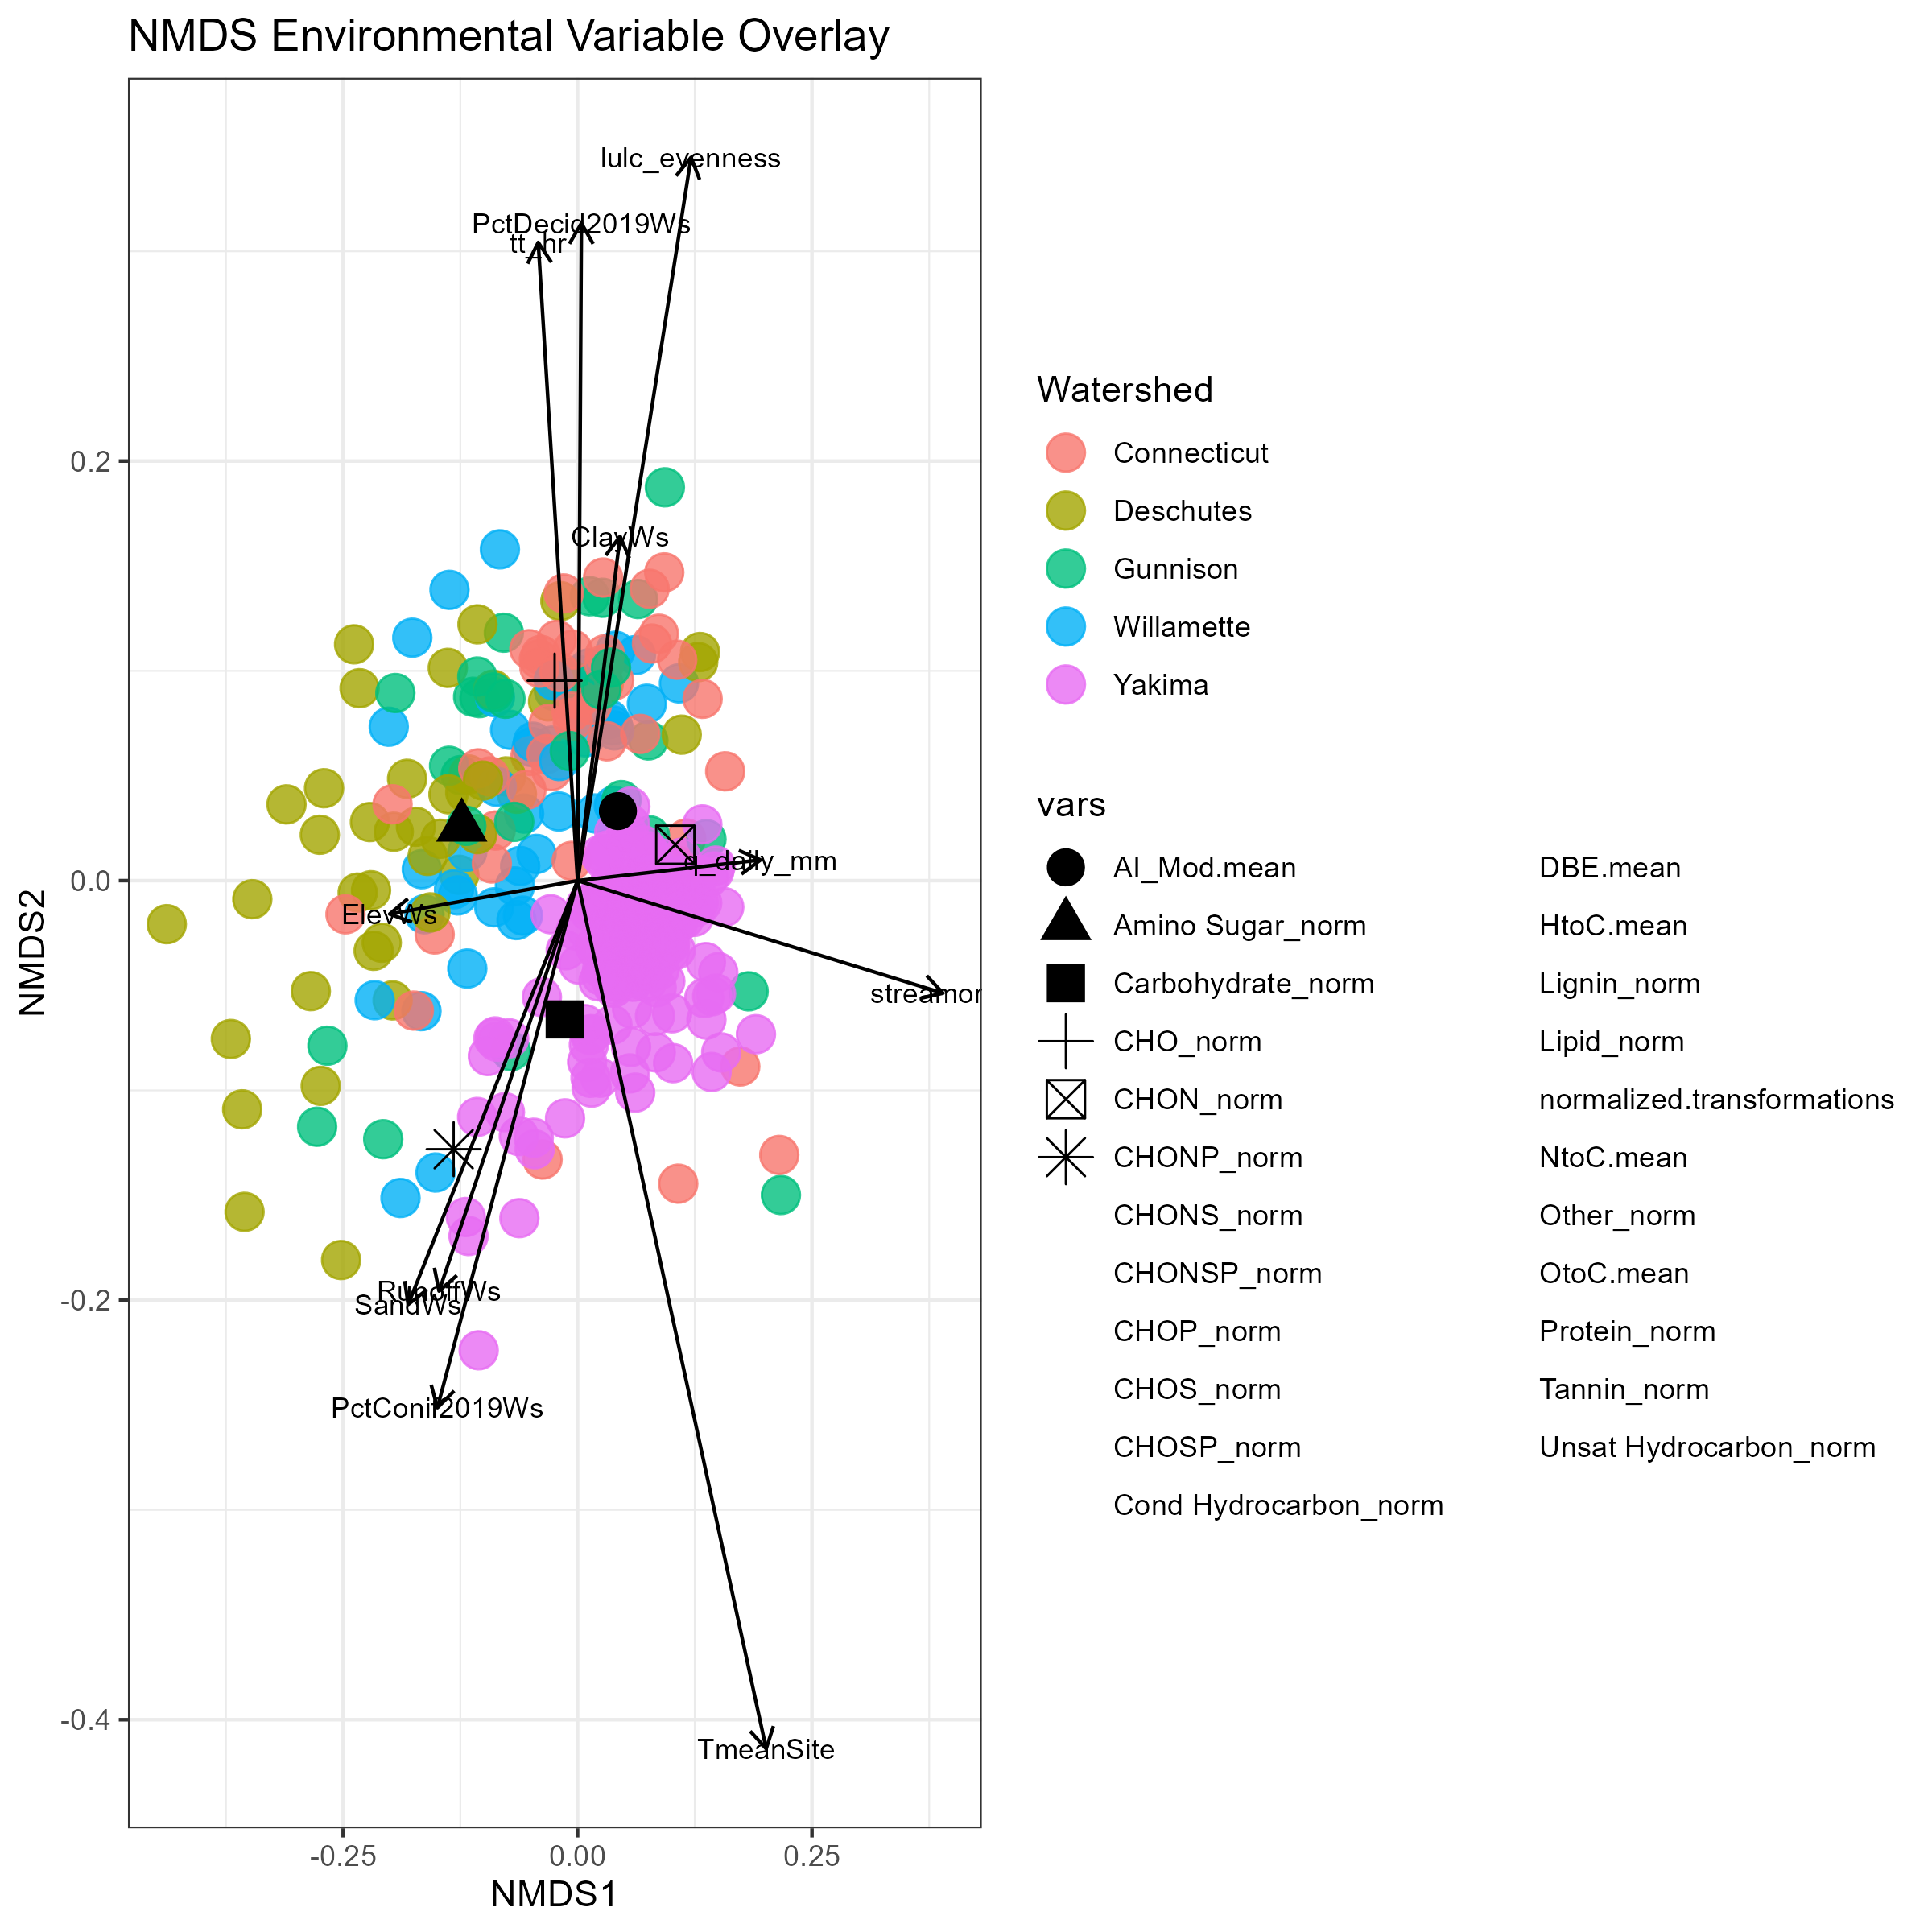 NMDS Environmental Variable Overlay
lulc_evenness
PctDecid2019Ws
tt_hr
ClayWs
q_daily_mm
ElevWs
streamor
RunoffWs
SandWs
PctConif2019Ws
TmeanSite
0.2
0.0
-0.2
-0.4
NMDS2
-0.25
0.00
0.25
NMDS1
Watershed
Connecticut
Deschutes
Gunnison
Willamette
Yakima
vars
AI_Mod.mean
Amino Sugar_norm
Carbohydrate_norm
CHO_norm
CHON_norm
CHONP_norm
CHONS_norm
CHONSP_norm
CHOP_norm
CHOS_norm
CHOSP_norm
Cond Hydrocarbon_norm
DBE.mean
HtoC.mean
Lignin_norm
Lipid_norm
normalized.transformations
NtoC.mean
Other_norm
OtoC.mean
Protein_norm
Tannin_norm
Unsat Hydrocarbon_norm